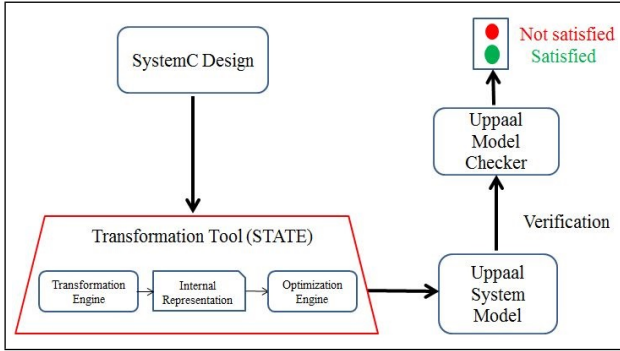 SystemC Design
Not satisfied
Satisfied
Uppaal
Model
Checker
Verification
Transformation Tool (STATE)
Transformation
Engine
Internal
Representation
Optimization
Engine
Uppaal
System
Model